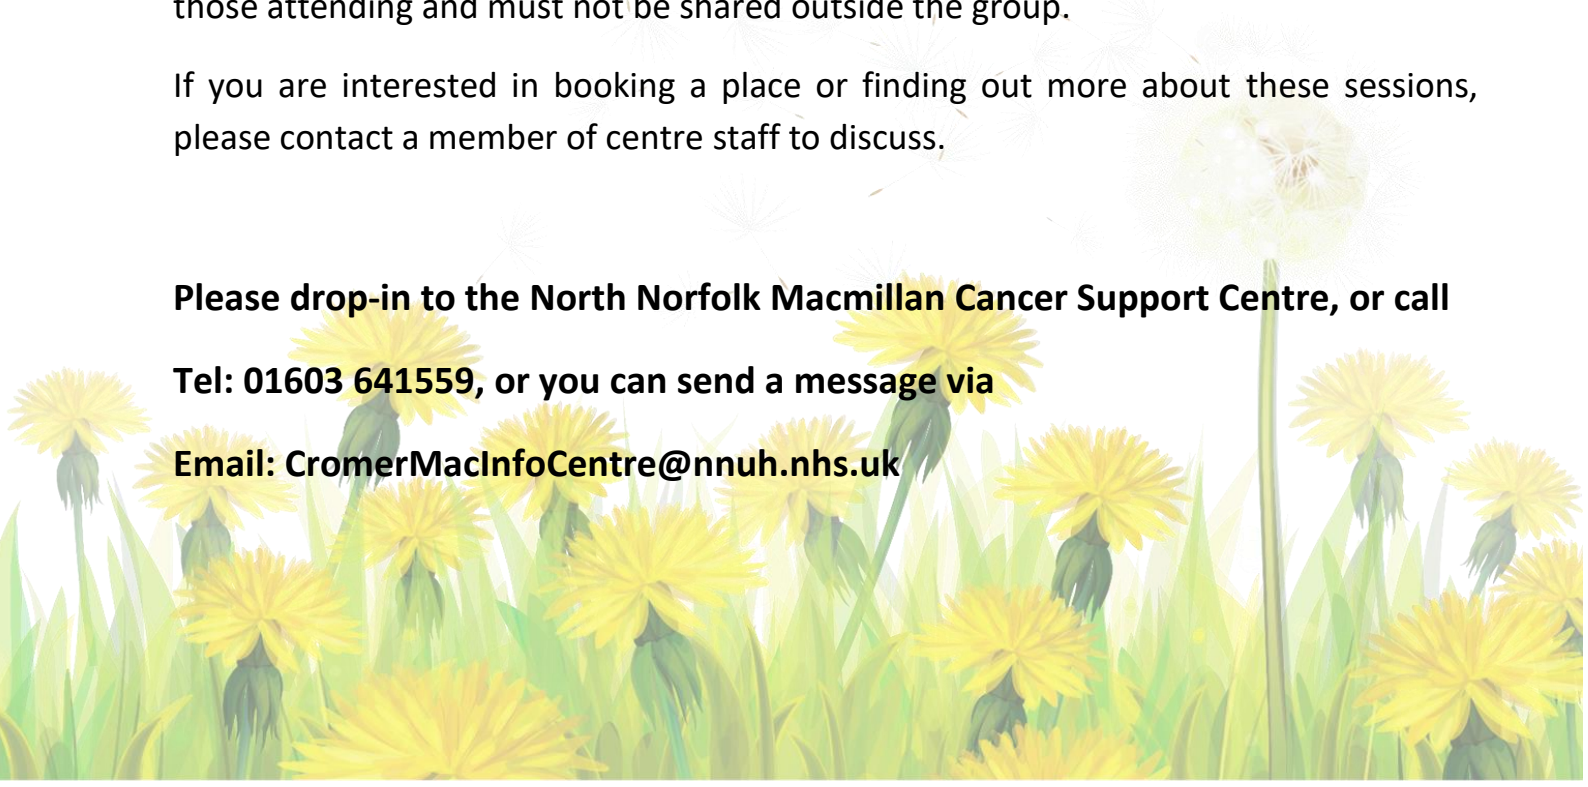 those attending and must not be shared outside the group.
If you are interested in booking a place or finding out more about these sessions,
please contact a member of centre staff to discuss.
Please drop-in to the North Norfolk Macmillan Cancer Support Centre, or call
Tel: 01603 641559, or you can send a message via
Email: CromerMacInfoCentre@nnuh.nhs.uk